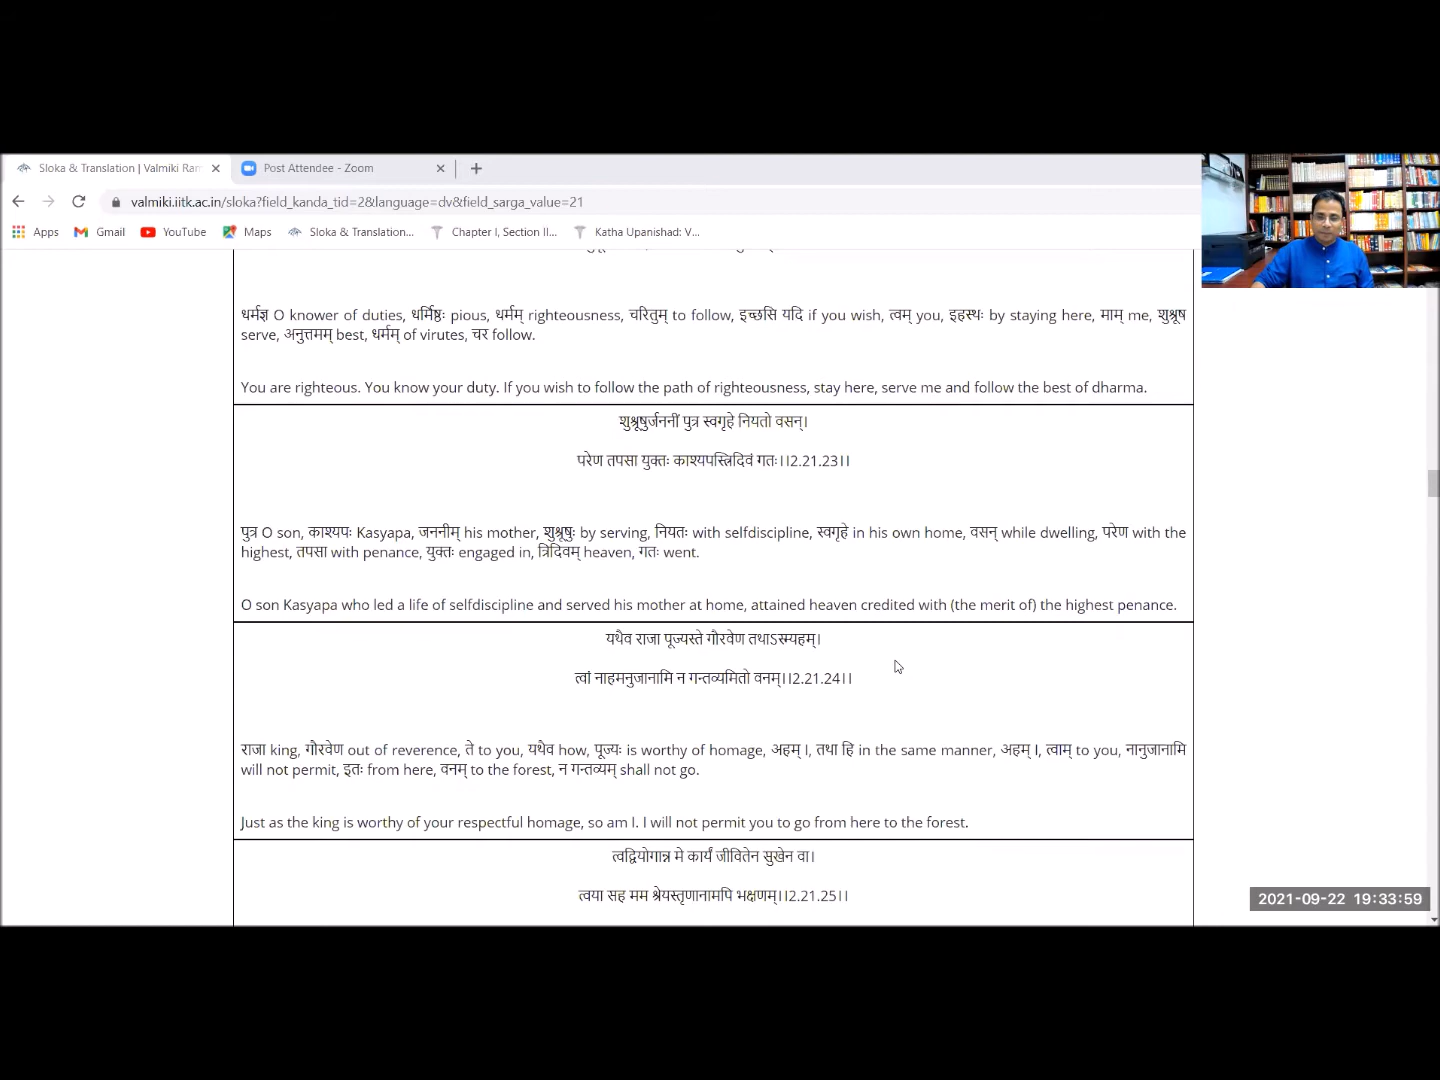 Sloka & Translation | Valmiki Ram
Post Attendee - Zoom
valmiki.iitk.ac.in/sloka?field_kanda_tid=2&language=dv&field_sarga_value=21
Apps Gmail YouTube Maps Sloka & Translation... Chapter I, Section II... Katha Upanishad: V...
धर्मज्ञ O knower of duties, धर्मिष्ठः pious, धर्मम् righteousness, चरितुम् to follow, इच्छसि यदि if you wish, त्वम् you, इहस्थः by staying here, माम् me, शुश्रूष
serve, अनुत्तमम् best, धर्मम् of virutes, चर follow.
You are righteous. You know your duty. If you wish to follow the path of righteousness, stay here, serve me and follow the best of dharma.
शुश्रूषुर्जननीं पुत्र स्वगृहे नियतो वसन्।
परेण तपसा युक्तः काश्यपस्त्रिदिवं गतः।।2.21.23।।
पुत्र O son, काश्यपः Kasyapa, जननीम् his mother, शुश्रूषुः by serving, नियतः with selfdiscipline, स्वगृहे in his own home, वसन् while dwelling, परेण with the
highest, तपसा with penance, युक्तः engaged in, त्रिदिवम् heaven, गतः went.
O son Kasyapa who led a life of selfdiscipline and served his mother at home, attained heaven credited with (the merit of) the highest penance.
यथैव राजा पूज्यस्ते गौरवेण तथाऽस्म्यहम्।
त्वां नाहमनुजानामि न गन्तव्यमितो वनम्।।2.21.24।।
राजा king, गौरवेण out of reverence, ते to you, यथैव how, पूज्यः is worthy of homage, अहम् I, तथा हि in the same manner, अहम् I, त्वाम् to you, नानुजानामि
will not permit, इतः from here, वनम् to the forest, न गन्तव्यम् shall not go.
Just as the king is worthy of your respectful homage, so am I. I will not permit you to go from here to the forest.
त्वद्वियोगान्न मे कार्यं जीवितेन सुखेन वा।
त्वया सह मम श्रेयस्तृणानामपि भक्षणम्।।2.21.25।।
2021-09-22 19:33:59